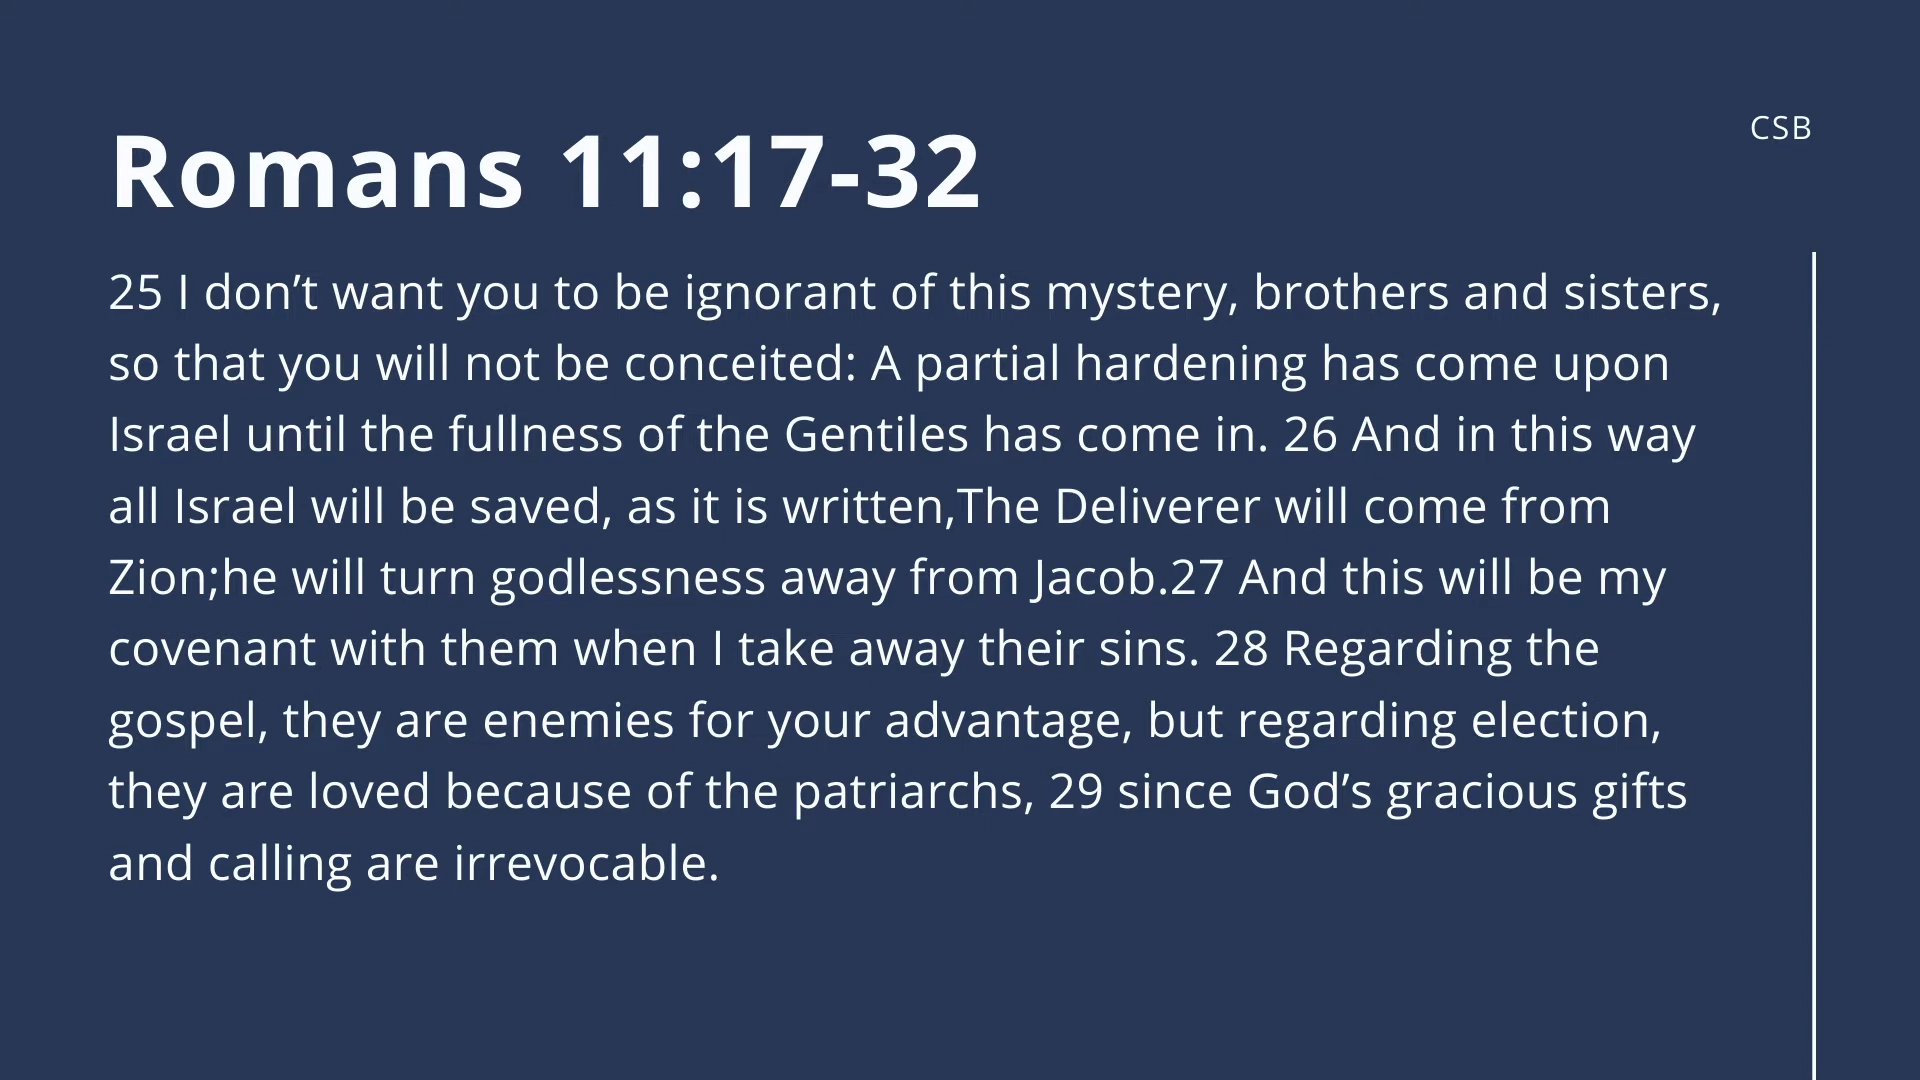 CSB
Romans 11:17-32
25 I don’t want you to be ignorant of this mystery, brothers and sisters,
so that you will not be conceited: A partial hardening has come upon
Israel until the fullness of the Gentiles has come in. 26 And in this way
all Israel will be saved, as it is written,The Deliverer will come from
Zion;he will turn godlessness away from Jacob.27 And this will be my
covenant with them when I take away their sins. 28 Regarding the
gospel, they are enemies for your advantage, but regarding election,
they are loved because of the patriarchs, 29 since God’s gracious gifts
and calling are irrevocable.